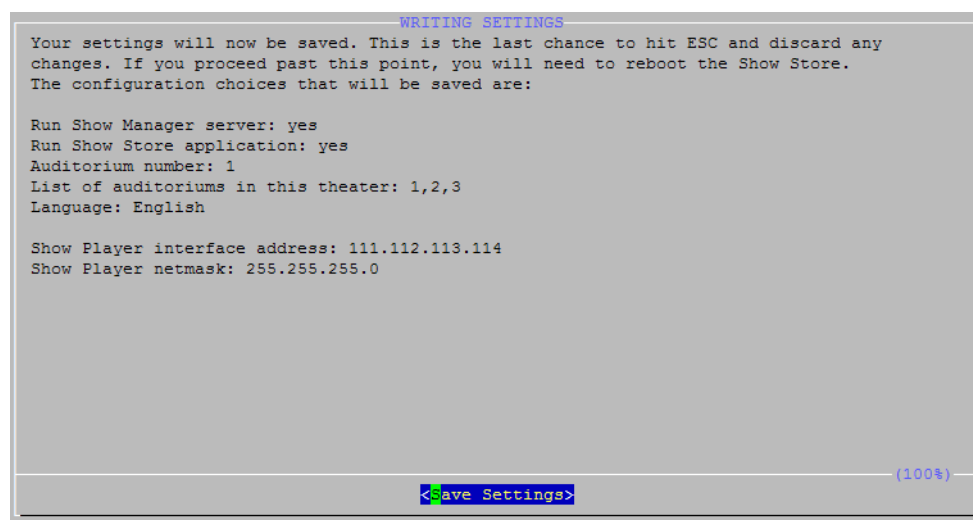 WRITING SETTINGS
Your settings will now be saved. This is the last chance to hit ESC and discard any
changes. If you proceed past this point, you will need to reboot the Show Store.
The configuration choices that will be saved are:
Run Show Manager server: yes
Run Show Store application: yes
Auditorium number: 1
List of auditoriums in this theater: 1,2,3
Language: English
Show Player interface address: 111.112.113.114
Show Player netmask: 255.255.255.0
(100%)
<Save Settings>